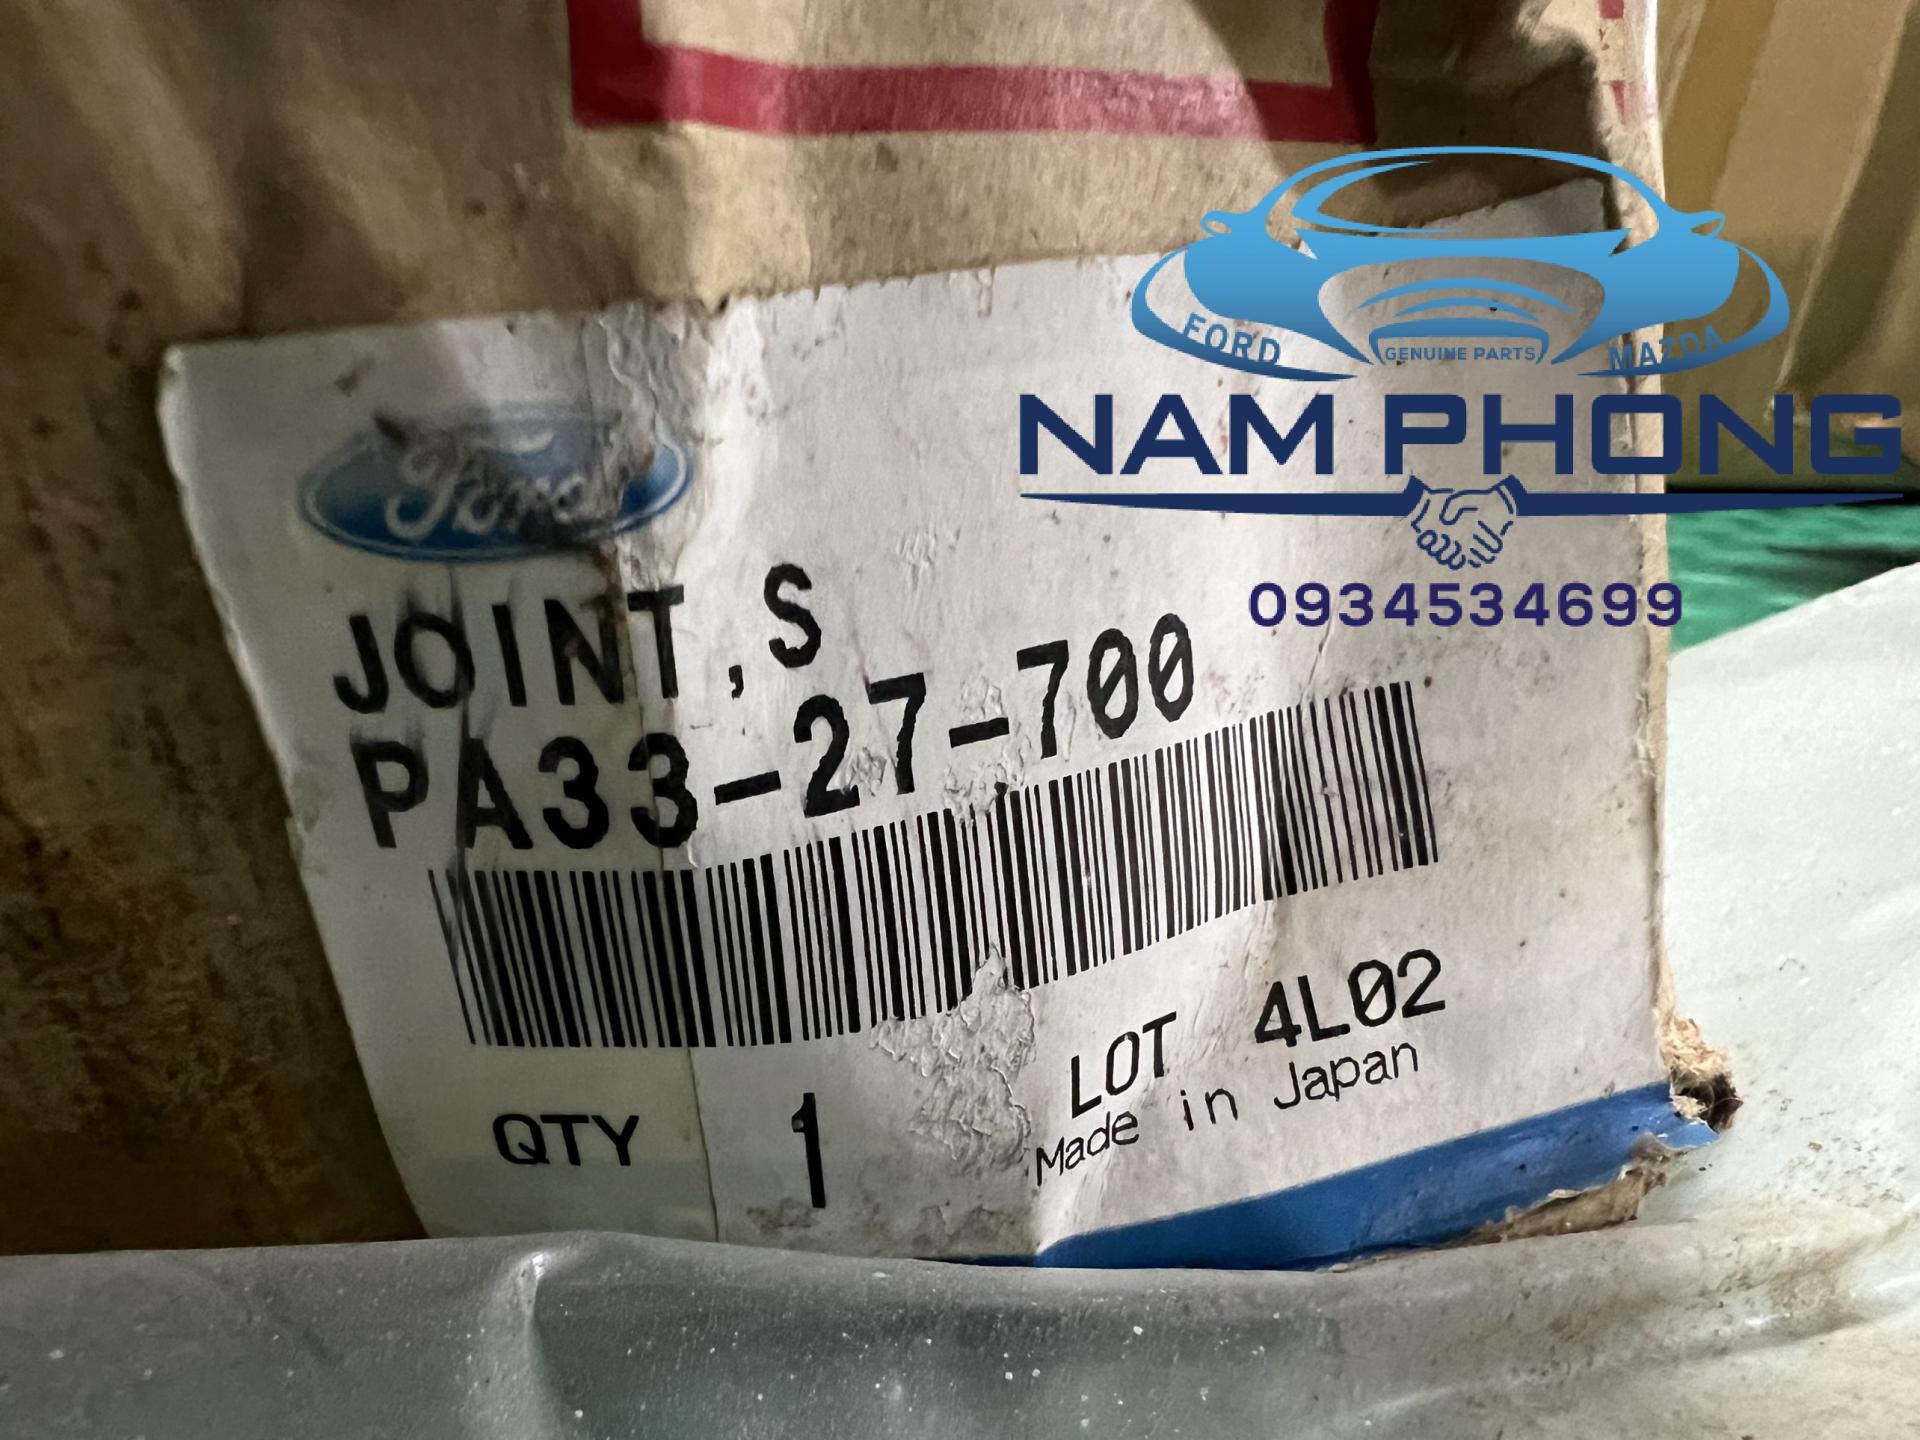 FORD
GENUINE PARTS
MAZDA
NAM PHONG
0934534699
Ford
JOINT,S
PA33-27-700
QTY 1
LOT 4L02
Made in Japan